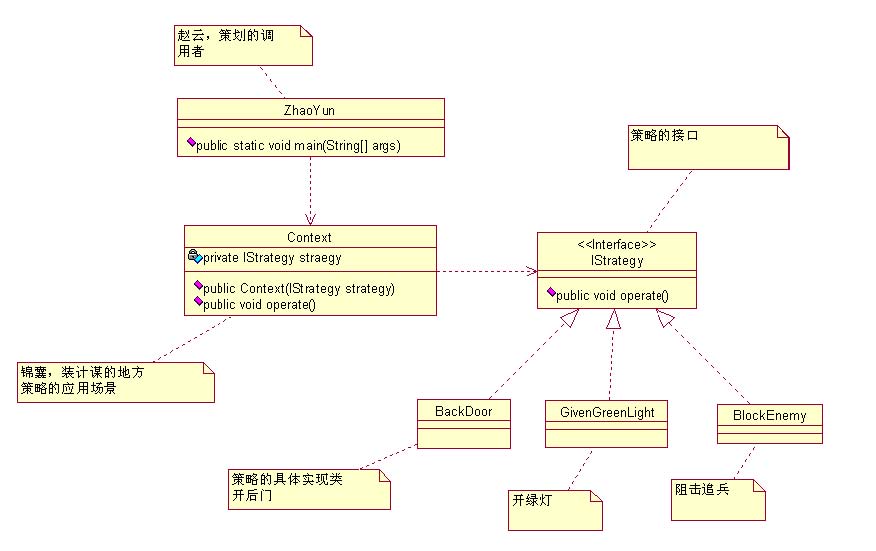 赵云，策划的调
用者
ZhaoYun
public static void main(String[] args)
策略的接口
Context
private IStrategy straegy
public Context(IStrategy strategy)
public void operate()
<<Interface>>
IStrategy
public void operate()
锦囊，装计谋的地方
策略的应用场景
BackDoor
GivenGreenLight
BlockEnemy
策略的具体实现类
开后门
开绿灯
阻击追兵